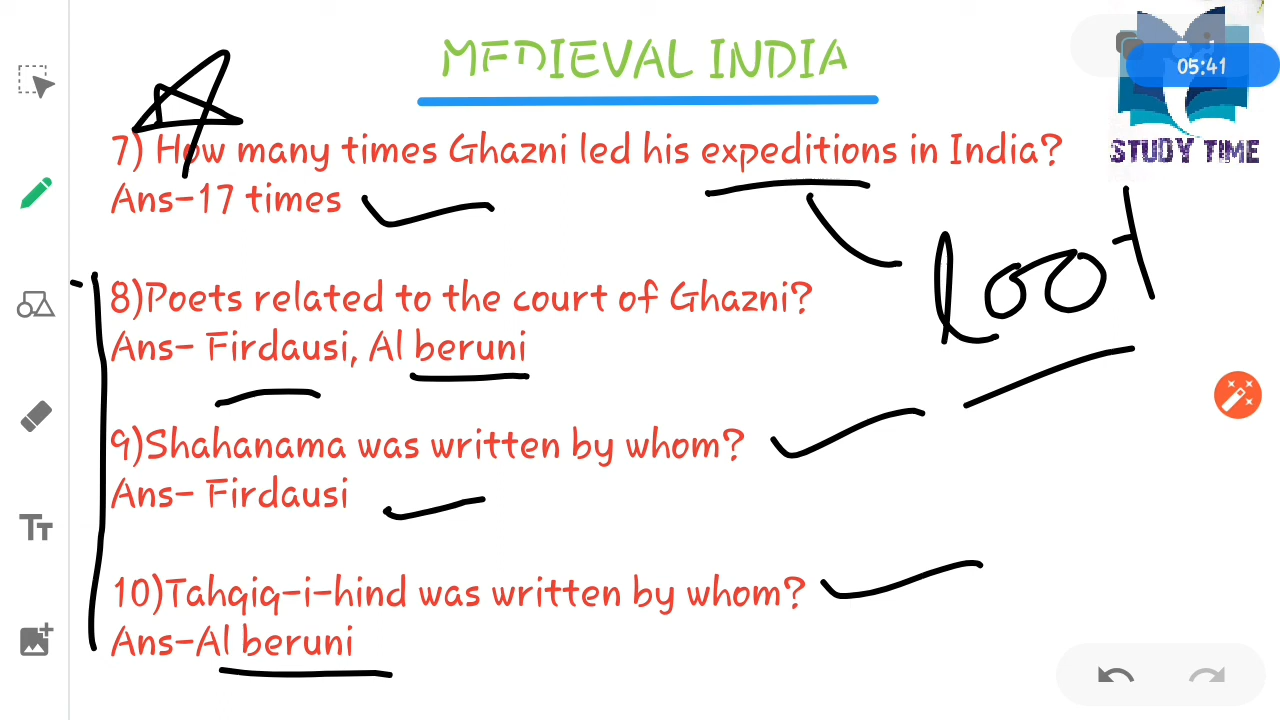 MEDIEVAL INDIA
05:41
STUDY TIME
7) How many times Ghazni led his expeditions in India?
Ans-17 times
loot
8)Poets related to the court of Ghazni?
Ans- Firdausi, Al beruni
9)Shahanama was written by whom?
Ans- Firdausi
10)Tahqiq-i-hind was written by whom?
Ans-Al beruni
TT